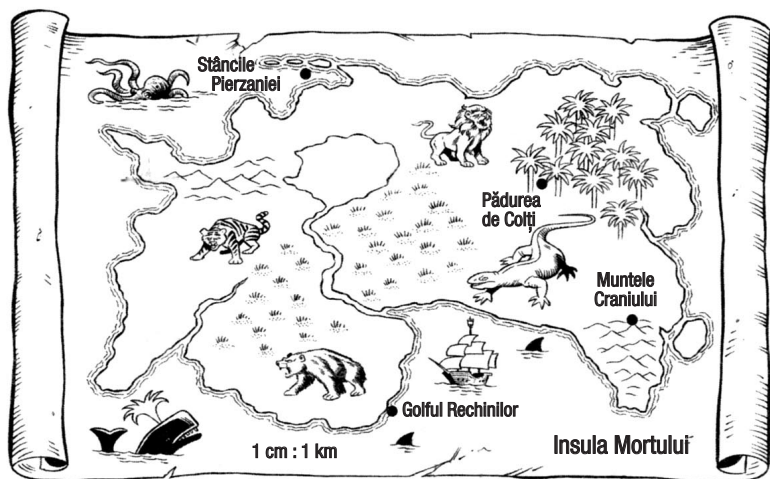 Stâncile
Pierzaniei
Pădurea
de Colți
Muntele
Craniului
Golful Rechinilor
1 cm : 1 km
Insula Mortului